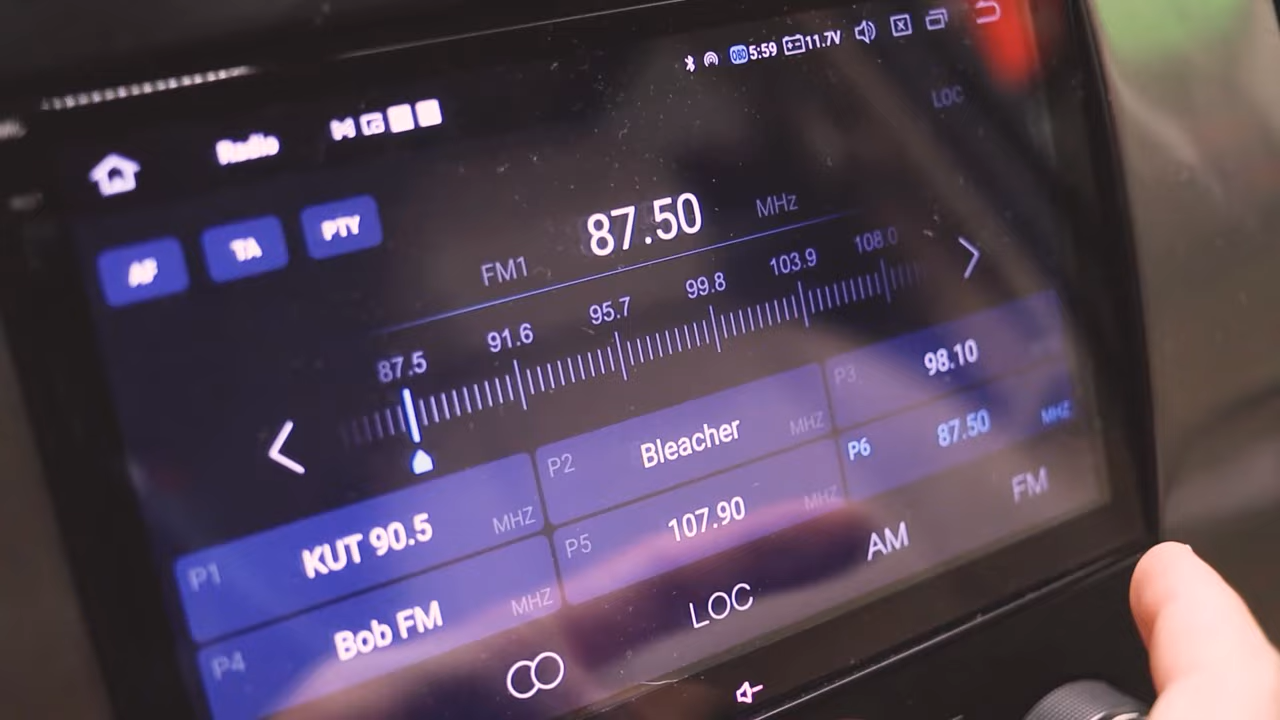 OBD 5:59 11.7V
LOC
Radio
AF TA PTY
87.50 MHz
FM1
87.5 91.6 95.7 99.8 103.9 108.0
P1 KUT 90.5 MHZ
P2 Bleacher MHZ
P3 98.10
P4 Bob FM MHZ
P5 107.90 MHZ
P6 87.50 MHZ
LOC AM FM